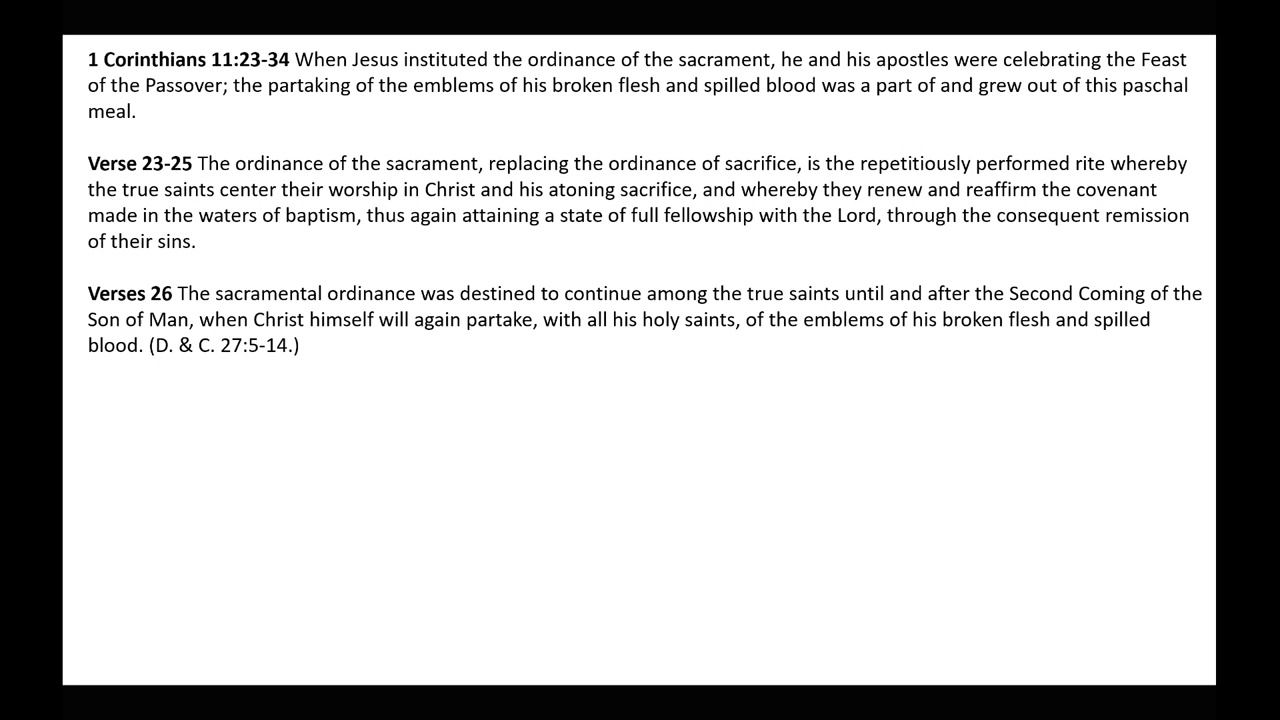 1 Corinthians 11:23-34 When Jesus instituted the ordinance of the sacrament, he and his apostles were celebrating the Feast
of the Passover; the partaking of the emblems of his broken flesh and spilled blood was a part of and grew out of this paschal
meal.
Verse 23-25 The ordinance of the sacrament, replacing the ordinance of sacrifice, is the repetitiously performed rite whereby
the true saints center their worship in Christ and his atoning sacrifice, and whereby they renew and reaffirm the covenant
made in the waters of baptism, thus again attaining a state of full fellowship with the Lord, through the consequent remission
of their sins.
Verses 26 The sacramental ordinance was destined to continue among the true saints until and after the Second Coming of the
Son of Man, when Christ himself will again partake, with all his holy saints, of the emblems of his broken flesh and spilled
blood. (D. & C. 27:5-14.)